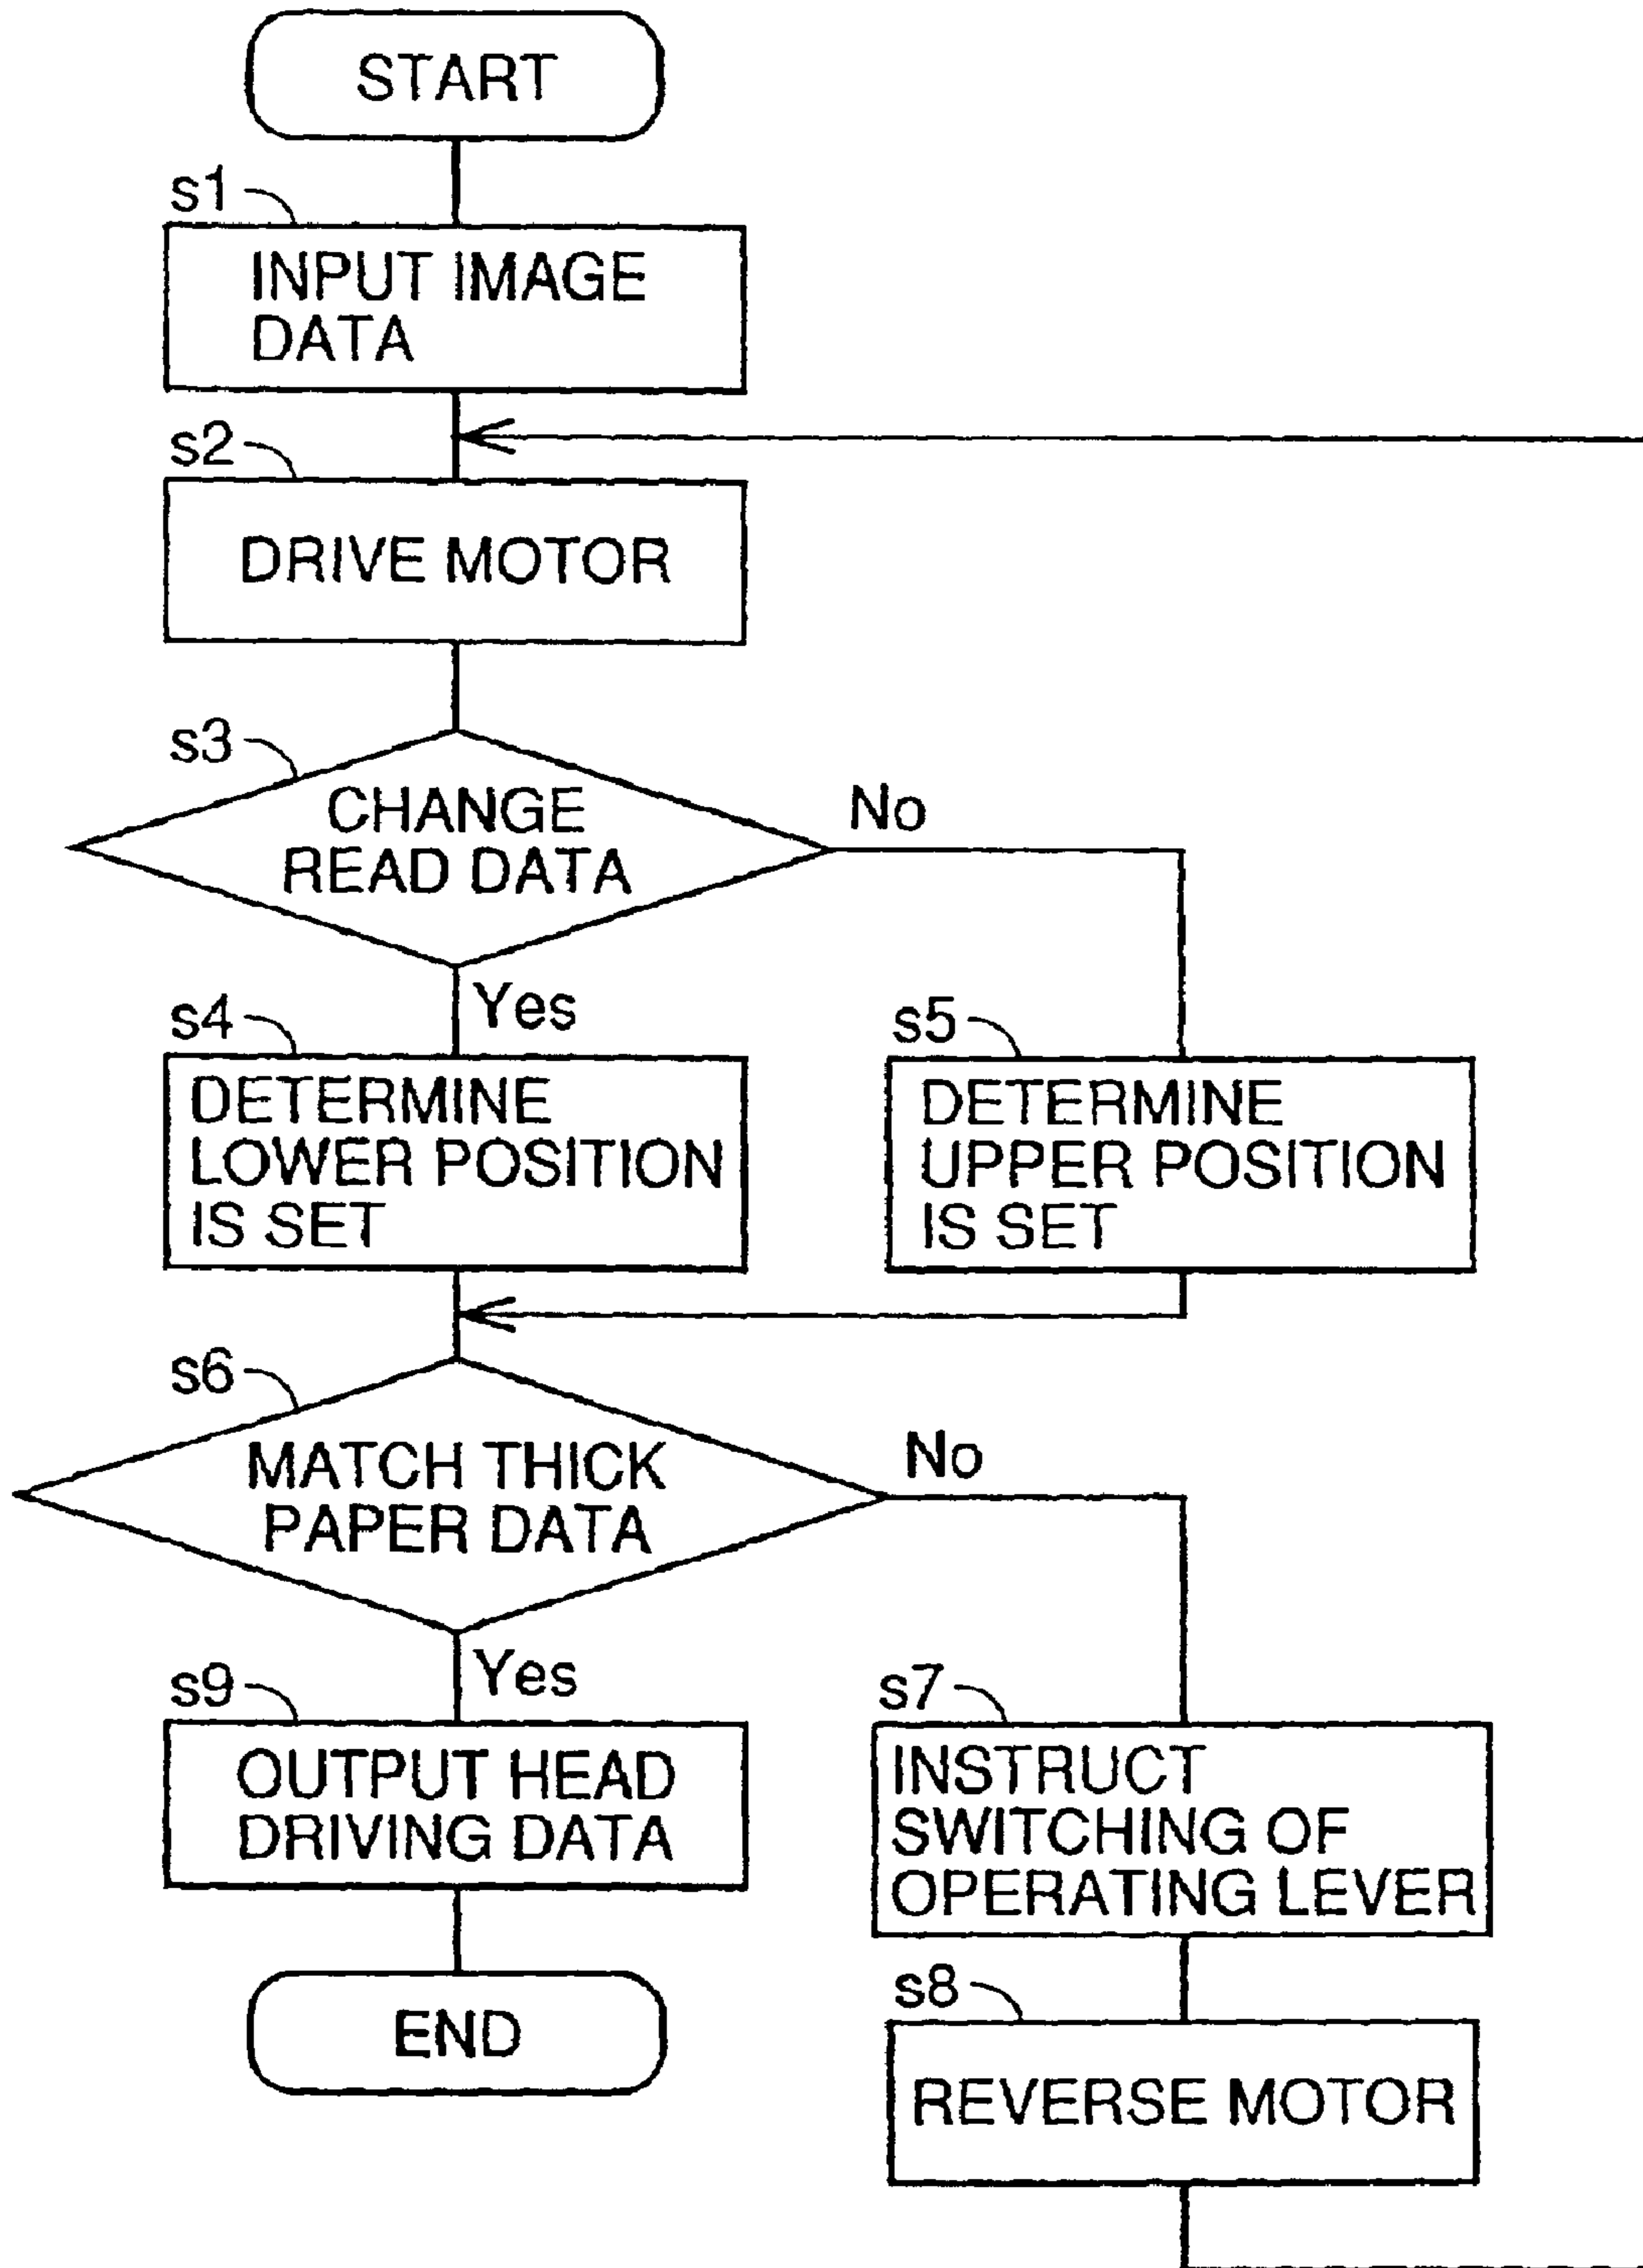 START
s1
INPUT IMAGE
DATA
s2
DRIVE MOTOR
s3
CHANGE
READ DATA
No
Yes
s4
DETERMINE
LOWER POSITION
IS SET
s5
DETERMINE
UPPER POSITION
IS SET
s6
MATCH THICK
PAPER DATA
No
Yes
s9
OUTPUT HEAD
DRIVING DATA
END
s7
INSTRUCT
SWITCHING OF
OPERATING LEVER
s8
REVERSE MOTOR